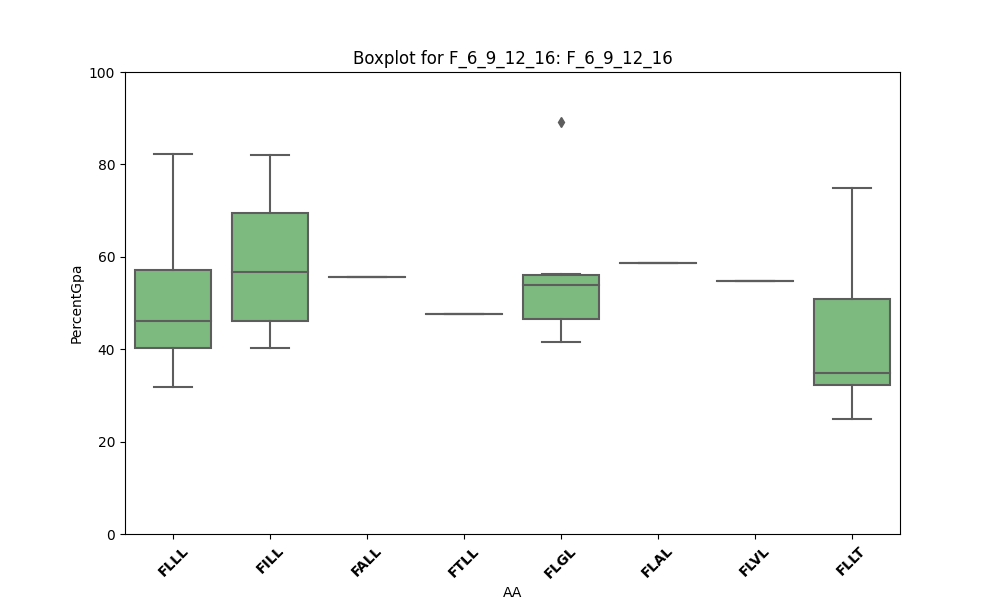 Boxplot for F_6_9_12_16: F_6_9_12_16
100
80
60
40
20
0
PercentGpa
FLLL
FILL
FALL
FTLL
FLGL
FLAL
FLVL
FLLT
AA